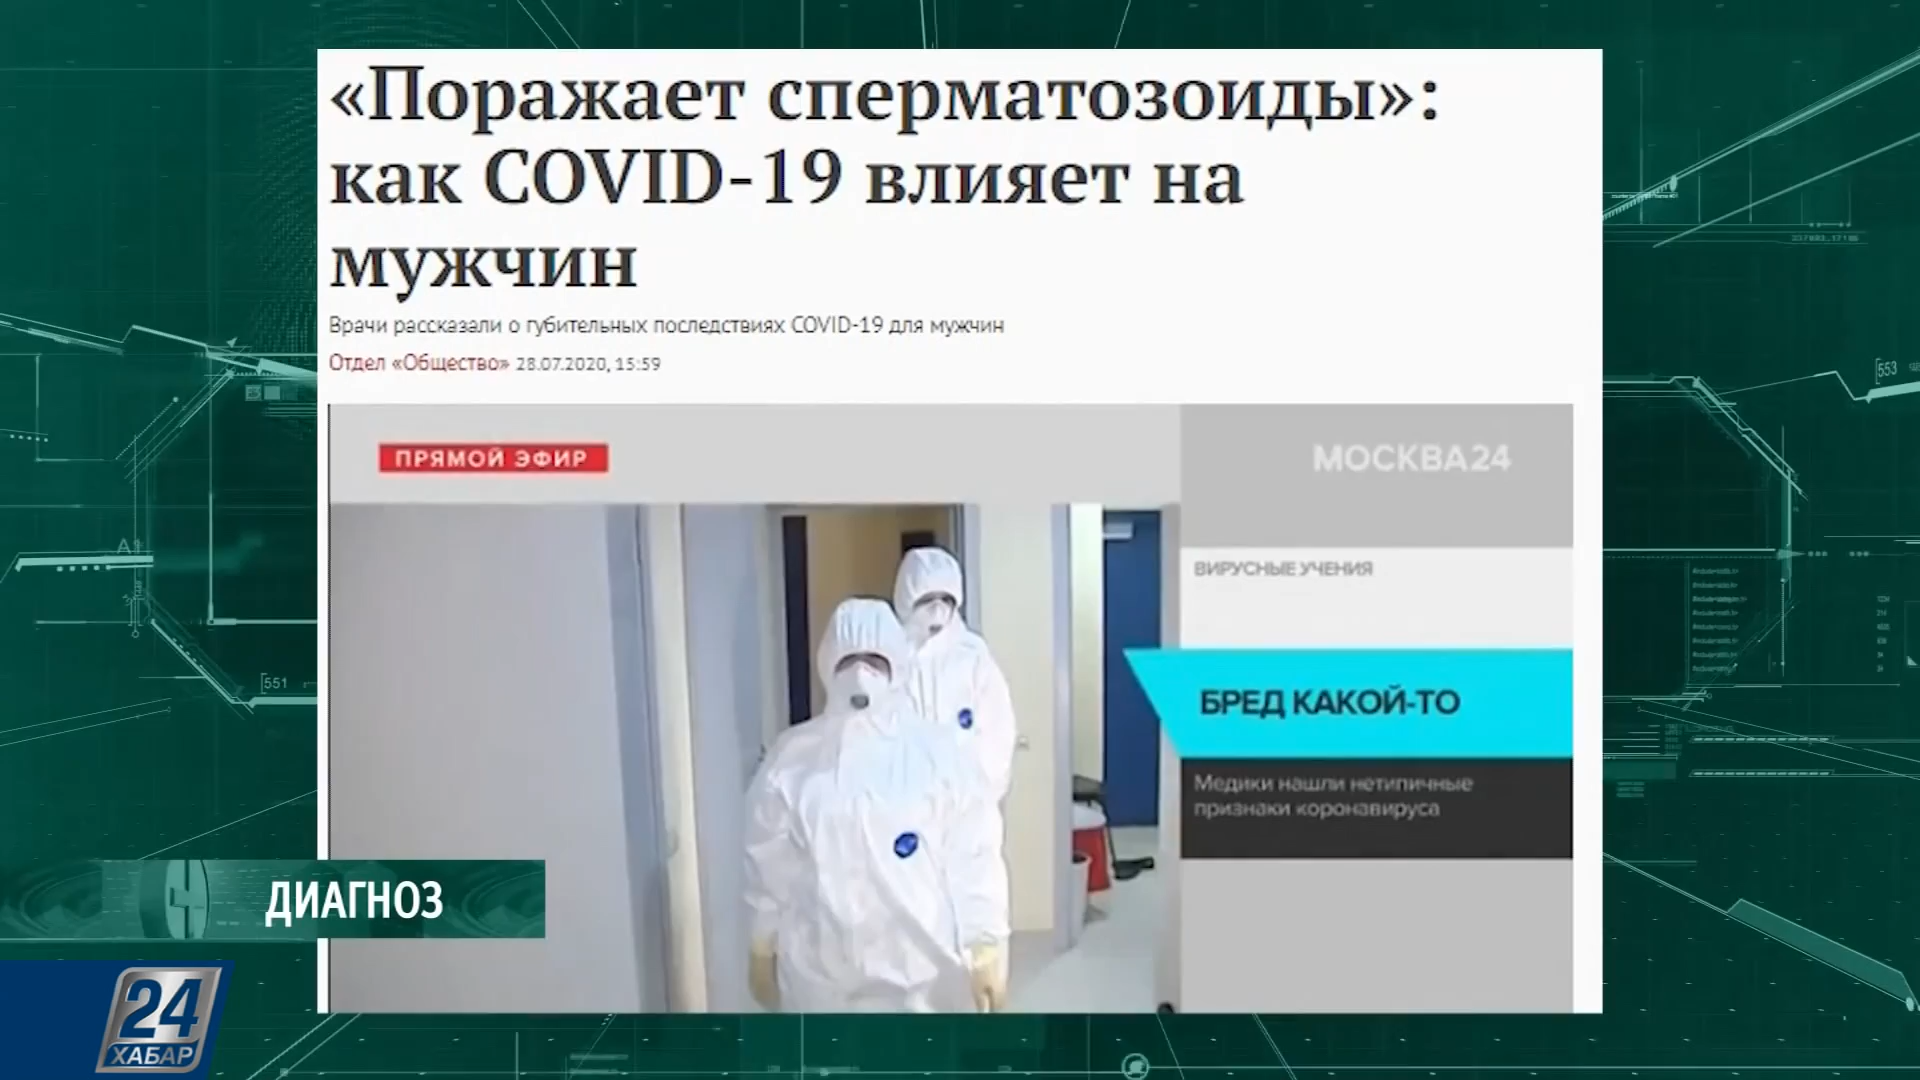 «Поражает сперматозоиды»:
как COVID-19 влияет на
мужчин
Врачи рассказали о губительных последствиях COVID-19 для мужчин
Отдел «Общество» 28.07.2020, 15:59
ПРЯМОЙ ЭФИР
МОСКВА24
ВИРУСНЫЕ УЧЕНИЯ
БРЕД КАКОЙ-ТО
Медики нашли нетипичные
признаки коронавируса
ДИАГНОЗ
24
ХАБАР
551
553